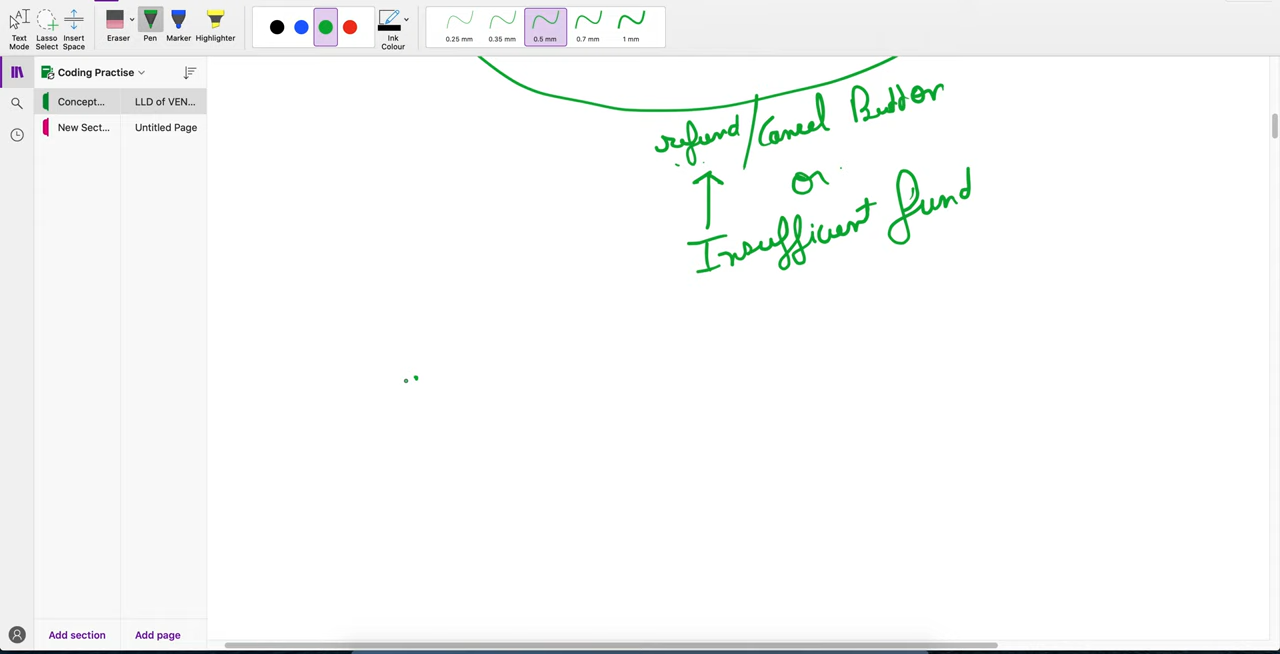 Text Mode
Lasso Select
Insert Space
Eraser
Pen
Marker
Highlighter
Ink Colour
0.25 mm
0.35 mm
0.5 mm
0.7 mm
1 mm
Coding Practise
Concept...
LLD of VEN...
New Sect...
Untitled Page
refund/Cancel Button
or
Insufficient fund
Add section
Add page